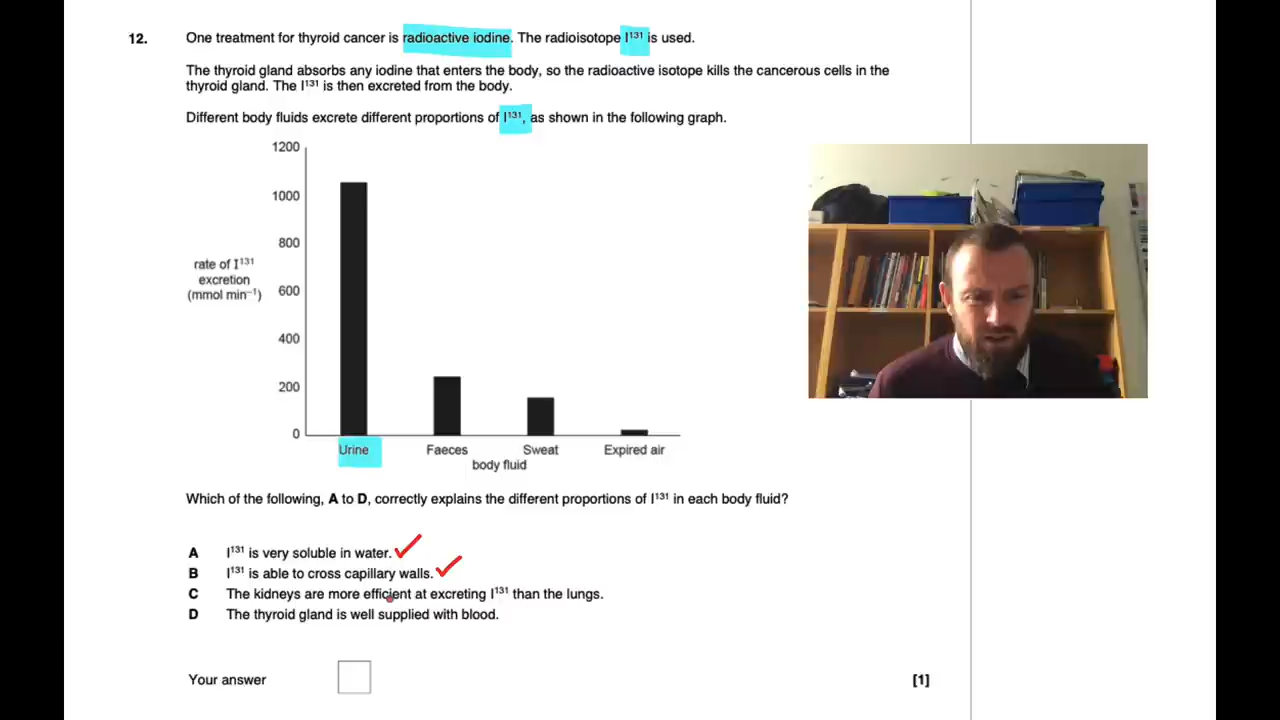 12. One treatment for thyroid cancer is radioactive iodine. The radioisotope I¹³¹ is used.
The thyroid gland absorbs any iodine that enters the body, so the radioactive isotope kills the cancerous cells in the
thyroid gland. The I¹³¹ is then excreted from the body.
Different body fluids excrete different proportions of I¹³¹, as shown in the following graph.
1200
1000
800
600
400
200
0
rate of I¹³¹
excretion
(mmol min⁻¹)
Urine Faeces Sweat Expired air
body fluid
Which of the following, A to D, correctly explains the different proportions of I¹³¹ in each body fluid?
A I¹³¹ is very soluble in water.
B I¹³¹ is able to cross capillary walls.
C The kidneys are more efficient at excreting I¹³¹ than the lungs.
D The thyroid gland is well supplied with blood.
Your answer [1]